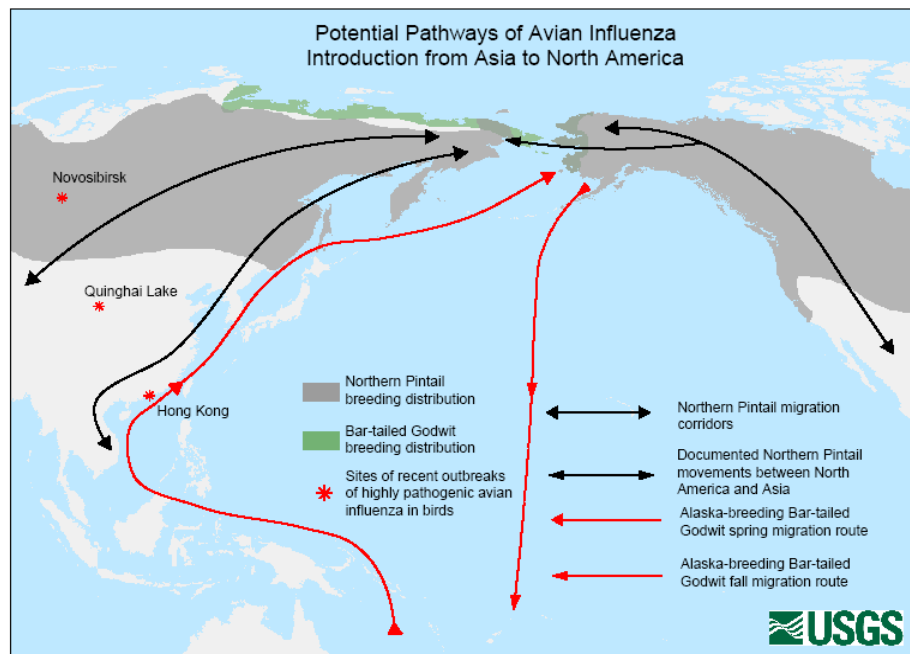 Potential Pathways of Avian Influenza
Introduction from Asia to North America
Novosibirsk
Quinghai Lake
Hong Kong
Northern Pintail
breeding distribution
Bar-tailed Godwit
breeding distribution
Sites of recent outbreaks
of highly pathogenic avian
influenza in birds
Northern Pintail migration
corridors
Documented Northern Pintail
movements between North
America and Asia
Alaska-breeding Bar-tailed
Godwit spring migration route
Alaska-breeding Bar-tailed
Godwit fall migration route
USGS